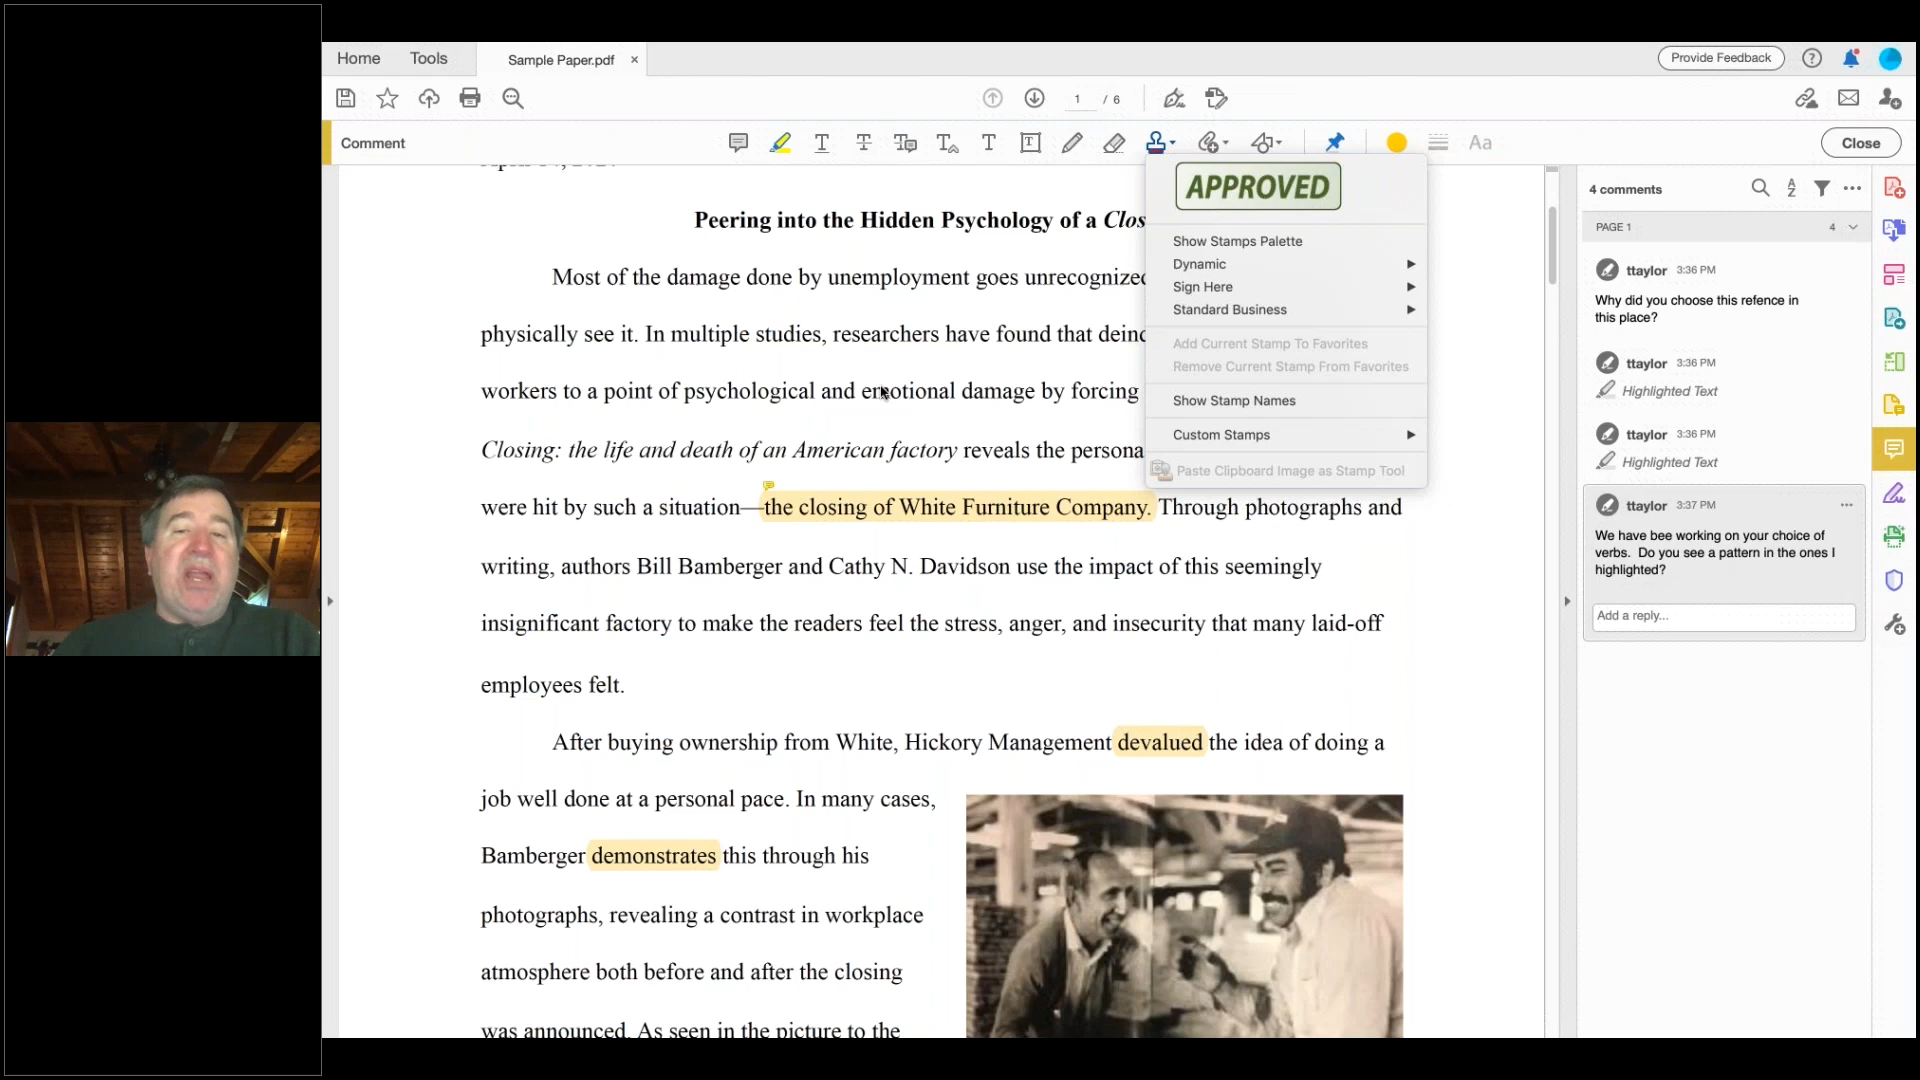 Home Tools Sample Paper.pdf × Provide Feedback
1 / 6
Comment Aa Close
APPROVED
Show Stamps Palette
Dynamic
Sign Here
Standard Business
Add Current Stamp To Favorites
Remove Current Stamp From Favorites
Show Stamp Names
Custom Stamps
Paste Clipboard Image as Stamp Tool
Peering into the Hidden Psychology of a Clos
Most of the damage done by unemployment goes unrecognized
physically see it. In multiple studies, researchers have found that deind
workers to a point of psychological and emotional damage by forcing
Closing: the life and death of an American factory reveals the persona
were hit by such a situation—the closing of White Furniture Company. Through photographs and
writing, authors Bill Bamberger and Cathy N. Davidson use the impact of this seemingly
insignificant factory to make the readers feel the stress, anger, and insecurity that many laid-off
employees felt.
After buying ownership from White, Hickory Management devalued the idea of doing a
job well done at a personal pace. In many cases,
Bamberger demonstrates this through his
photographs, revealing a contrast in workplace
atmosphere both before and after the closing
was announced. As seen in the picture to the
4 comments
PAGE 1 4
ttaylor 3:36 PM
Why did you choose this refence in
this place?
ttaylor 3:36 PM
Highlighted Text
ttaylor 3:36 PM
Highlighted Text
ttaylor 3:37 PM
We have bee working on your choice of
verbs. Do you see a pattern in the ones I
highlighted?
Add a reply...